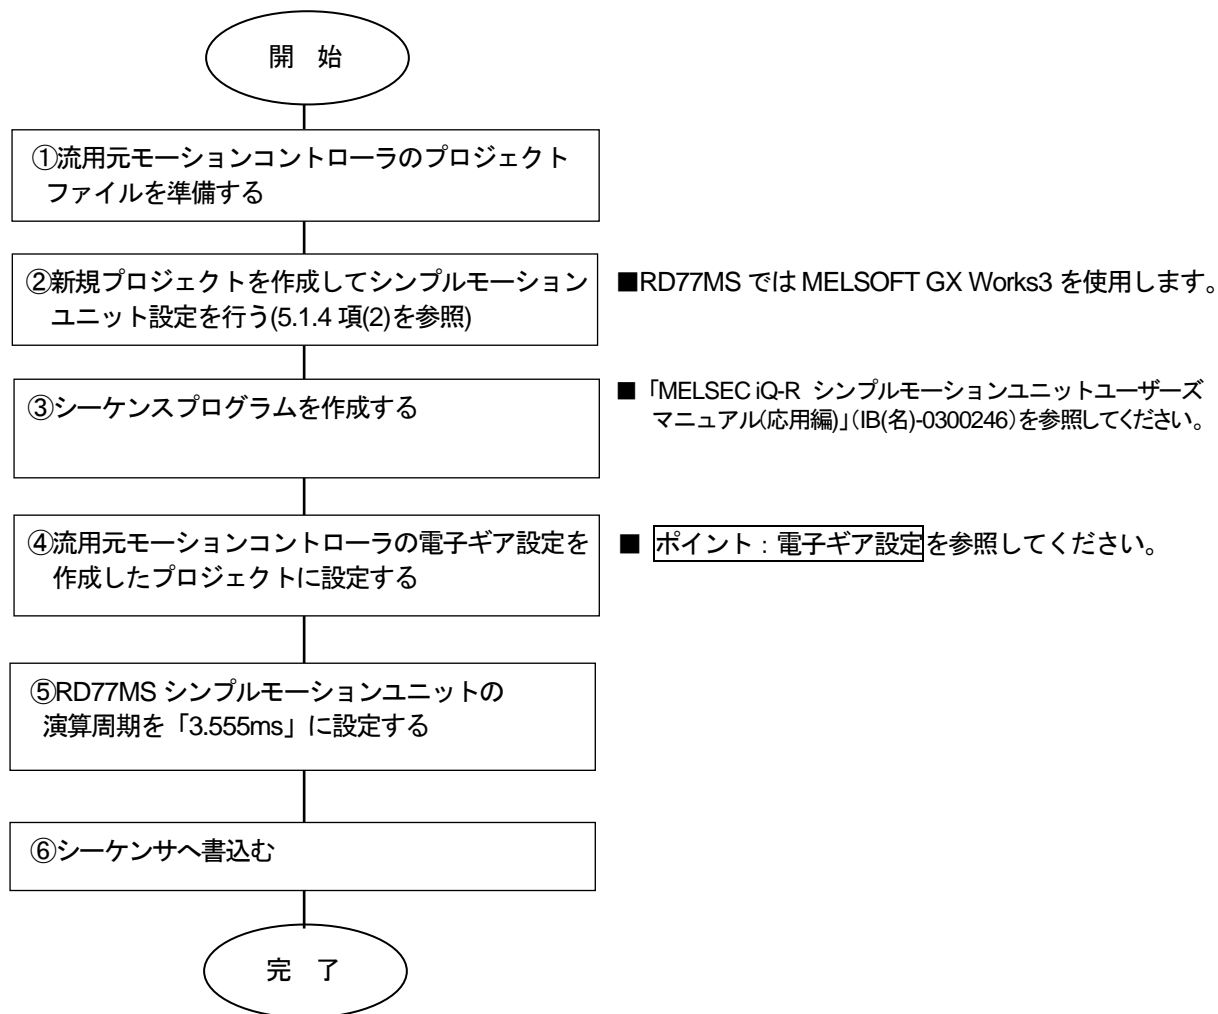 開 始
①流用元モーションコントローラのプロジェクト
ファイルを準備する
②新規プロジェクトを作成してシンプルモーション
ユニット設定を行う(5.1.4 項(2)を参照)
■RD77MS では MELSOFT GX Works3 を使用します。
③シーケンスプログラムを作成する
■「MELSEC iQ-R シンプルモーションユニットユーザーズ
マニュアル(応用編)」(IB(名)-0300246)を参照してください。
④流用元モーションコントローラの電子ギア設定を
作成したプロジェクトに設定する
■ ポイント：電子ギア設定を参照してください。
⑤RD77MS シンプルモーションユニットの
演算周期を「3.555ms」に設定する
⑥シーケンサへ書込む
完 了